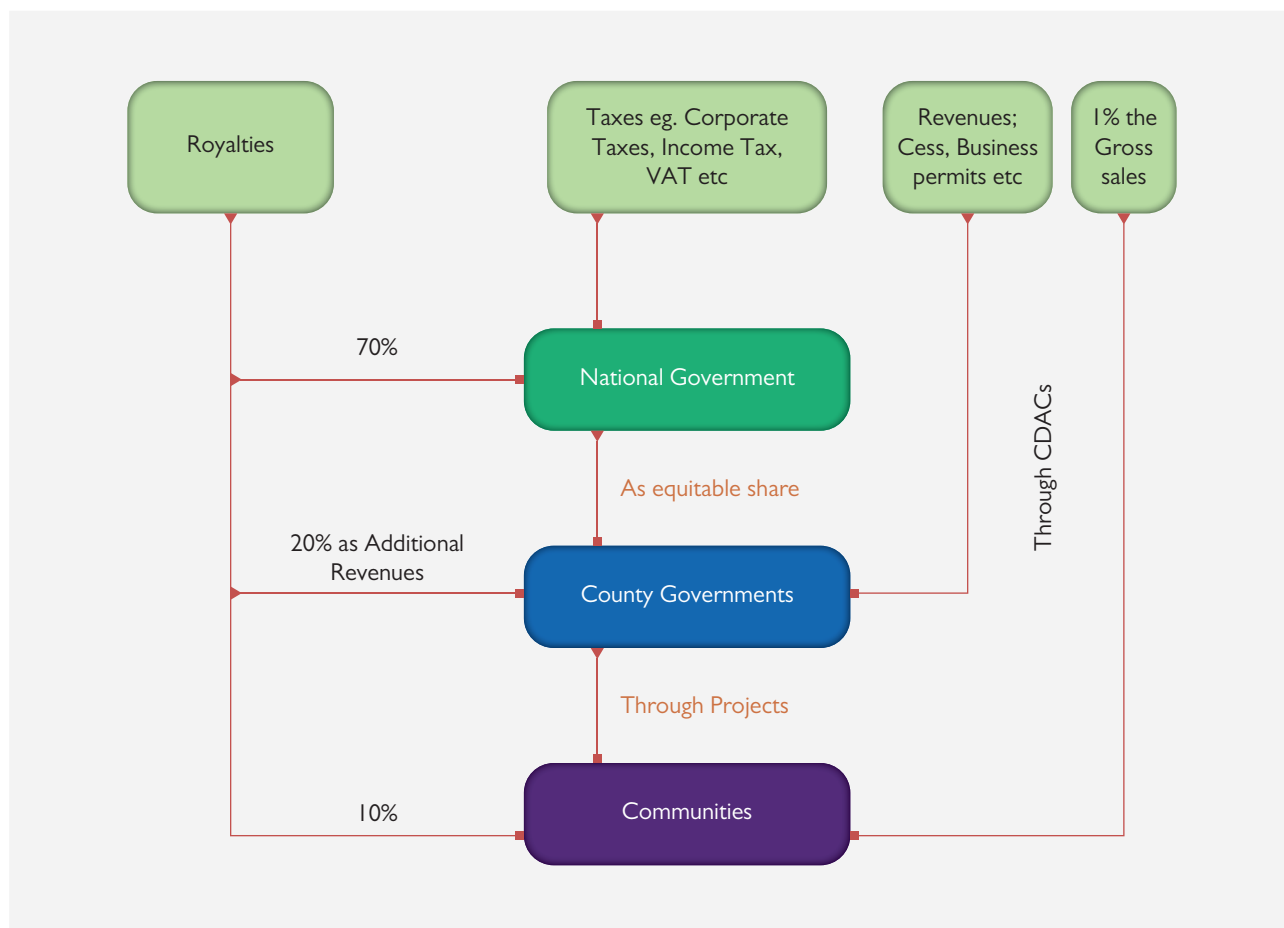 Royalties
Taxes eg. Corporate
Taxes, Income Tax,
VAT etc
Revenues;
Cess, Business
permits etc
1% the
Gross
sales
70%
National Government
Through CDACs
As equitable share
20% as Additional
Revenues
County Governments
Through Projects
10%
Communities